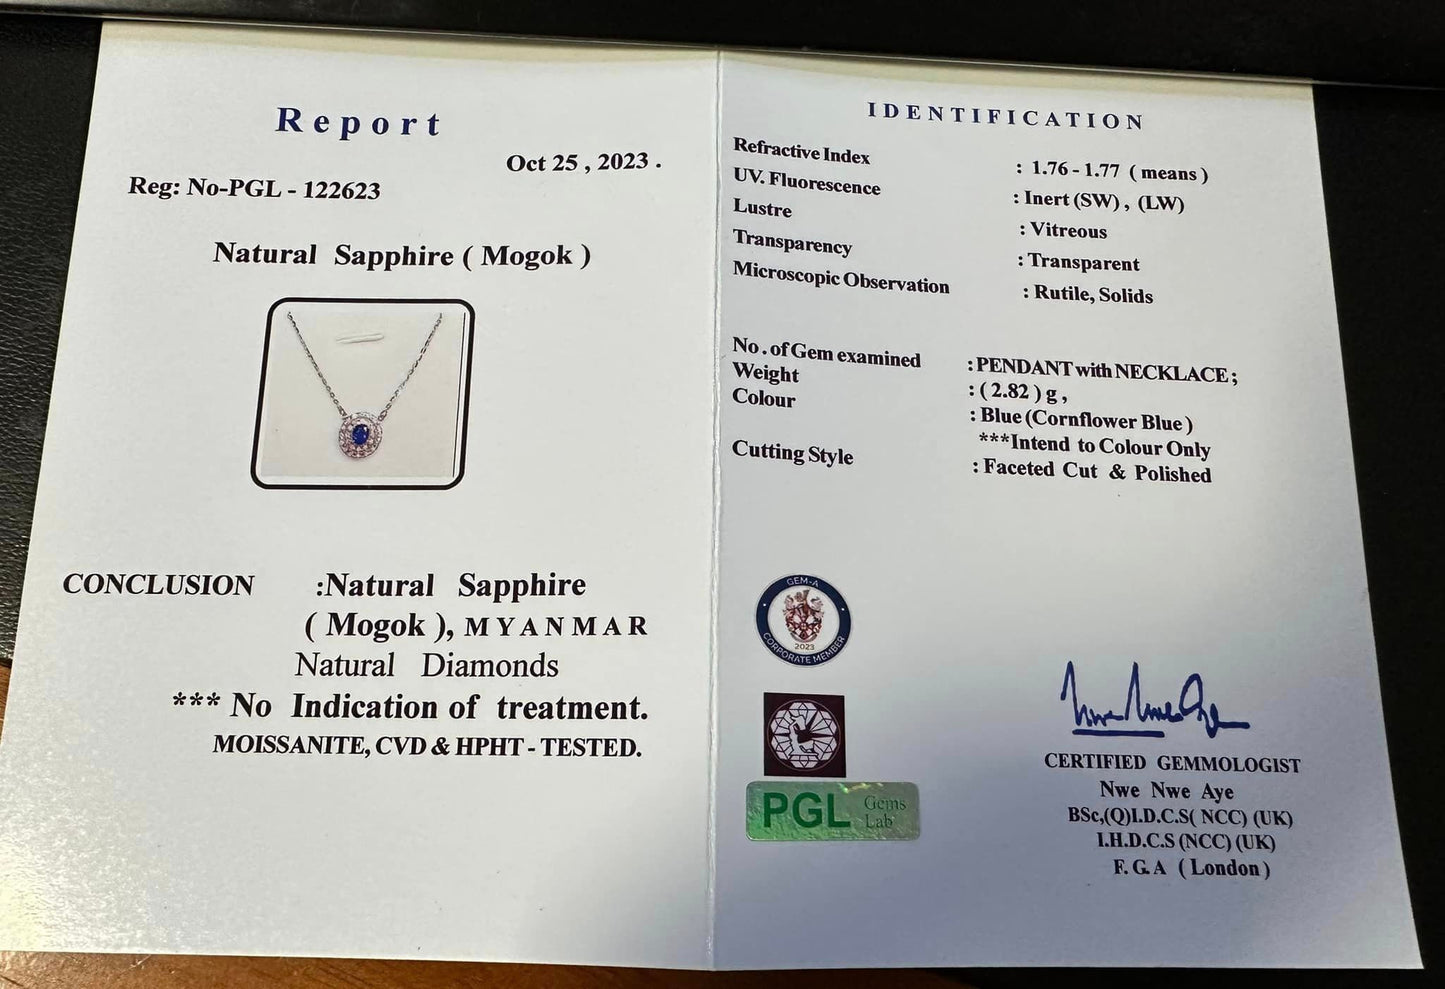 Report
Oct 25 , 2023 .
Reg: No-PGL - 122623
Natural Sapphire ( Mogok )
CONCLUSION :Natural Sapphire
( Mogok ), MYANMAR
Natural Diamonds
*** No Indication of treatment.
MOISSANITE, CVD & HPHT - TESTED.
IDENTIFICATION
Refractive Index : 1.76 - 1.77 ( means )
UV. Fluorescence : Inert (SW) , (LW)
Lustre : Vitreous
Transparency : Transparent
Microscopic Observation : Rutile, Solids
No . of Gem examined : PENDANT with NECKLACE ;
Weight : ( 2.82 ) g ,
Colour : Blue (Cornflower Blue )
***Intend to Colour Only
Cutting Style : Faceted Cut & Polished
GEM-A
2023
CORPORATE MEMBER
PGL Gems
Lab
CERTIFIED GEMMOLOGIST
Nwe Nwe Aye
BSc,(Q)I.D.C.S( NCC) (UK)
I.H.D.C.S (NCC) (UK)
F. G. A ( London )